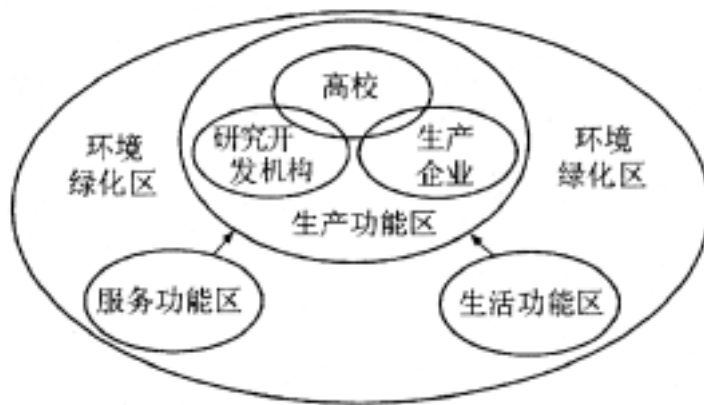 高校
研究开
发机构
生产
企业
环境
绿化区
环境
绿化区
生产功能区
服务功能区
生活功能区